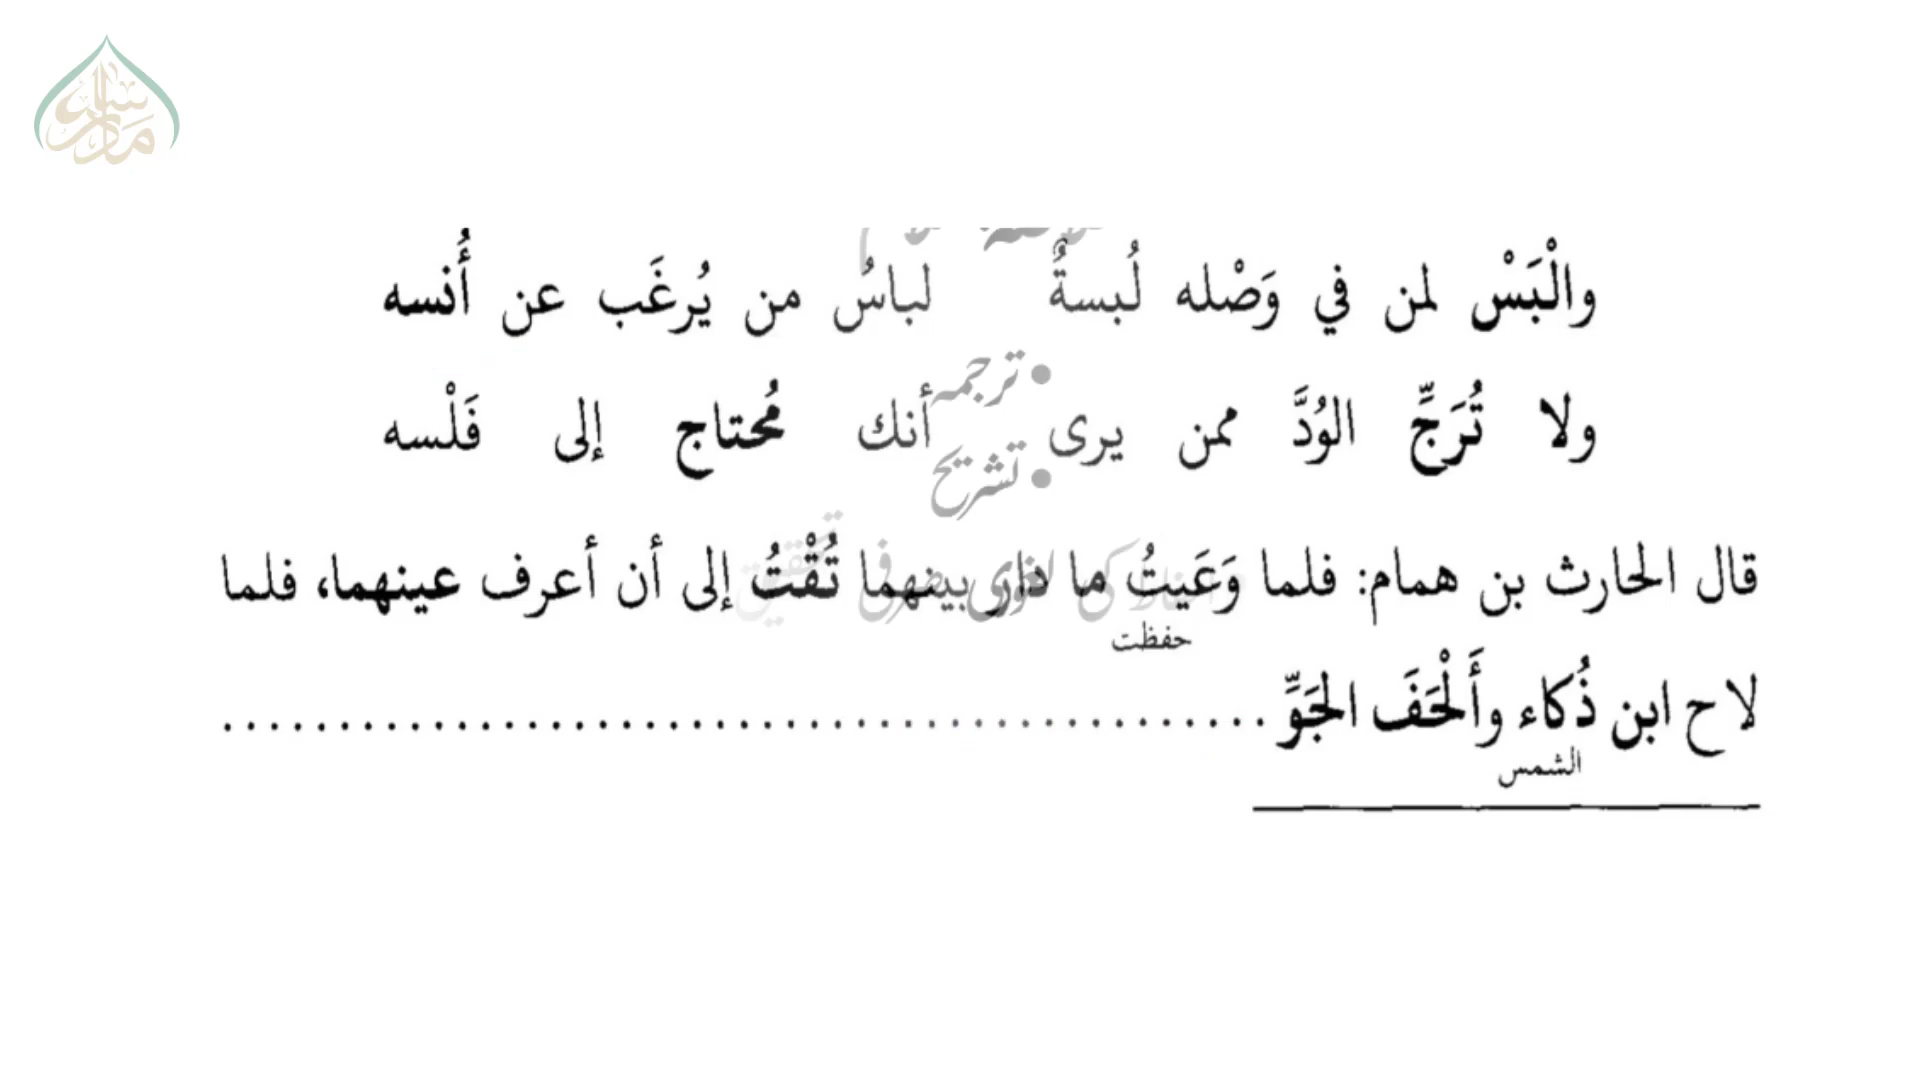 والْبَسْ لمن في وَصْله لُبسةٌ لباسُ من يُرغَب عن أُنسه
• ترجمہ
ولا تُرَجِّ الوُدَّ ممن يرى أنك مُحتاج إلى فَلْسه
• تشریح
قال الحارث بن همام: فلما وَعَيتُ ما دار بينهما تُقْتُ إلى أن أعرف عينهما، فلما
حفظت
لاح ابن ذُكاء وأَلْحَفَ الجَوِّ ........................................
الشمس